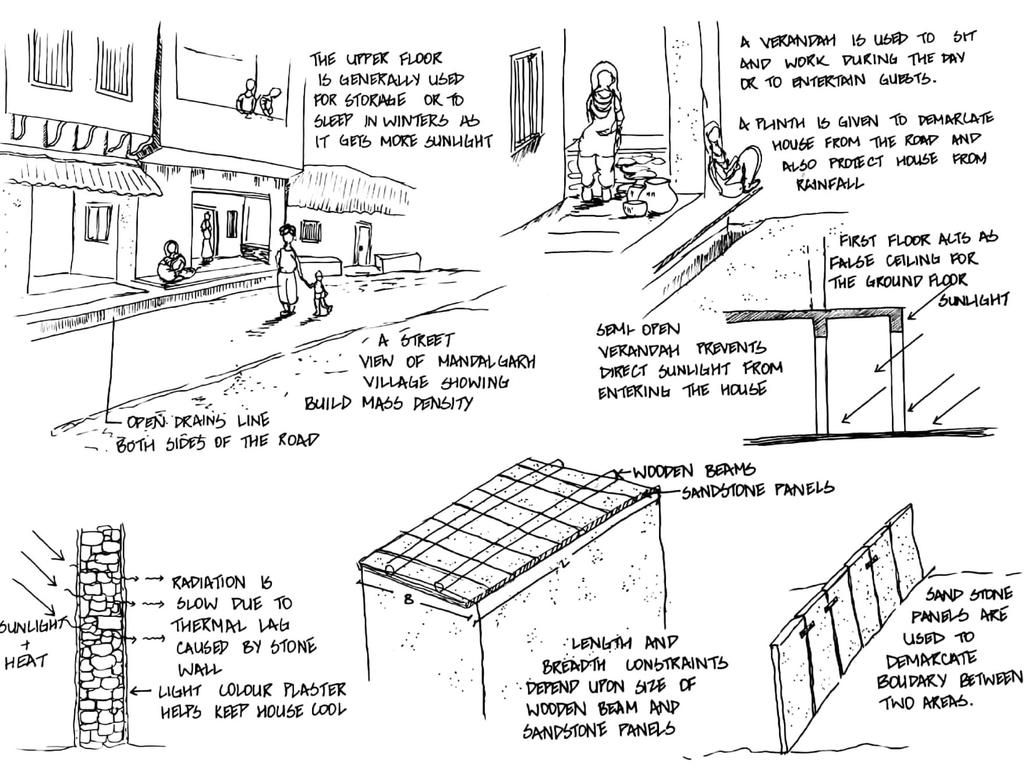 THE UPPER FLOOR
IS GENERALLY USED
FOR STORAGE OR TO
SLEEP IN WINTERS AS
IT GETS MORE SUNLIGHT
A VERANDAH IS USED TO SIT
AND WORK DURING THE DAY
OR TO ENTERTAIN GUESTS.
A PLINTH IS GIVEN TO DEMARCATE
HOUSE FROM THE ROAD AND
ALSO PROTECT HOUSE FROM
RAINFALL
FIRST FLOOR ACTS AS
FALSE CEILING FOR
THE GROUND FLOOR
SUNLIGHT
SEMI OPEN
VERANDAH PREVENTS
DIRECT SUNLIGHT FROM
ENTERING THE HOUSE
A STREET
VIEW OF MANDALGARH
VILLAGE SHOWING
BUILD MASS DENSITY
OPEN DRAINS LINE
BOTH SIDES OF THE ROAD
WOODEN BEAMS
SANDSTONE PANELS
L
B
LENGTH AND
BREADTH CONSTRAINTS
DEPEND UPON SIZE OF
WOODEN BEAM AND
SANDSTONE PANELS
SUNLIGHT
+
HEAT
RADIATION IS
SLOW DUE TO
THERMAL LAG
CAUSED BY STONE
WALL
LIGHT COLOUR PLASTER
HELPS KEEP HOUSE COOL
SAND STONE
PANELS ARE
USED TO
DEMARCATE
BOUDARY BETWEEN
TWO AREAS.